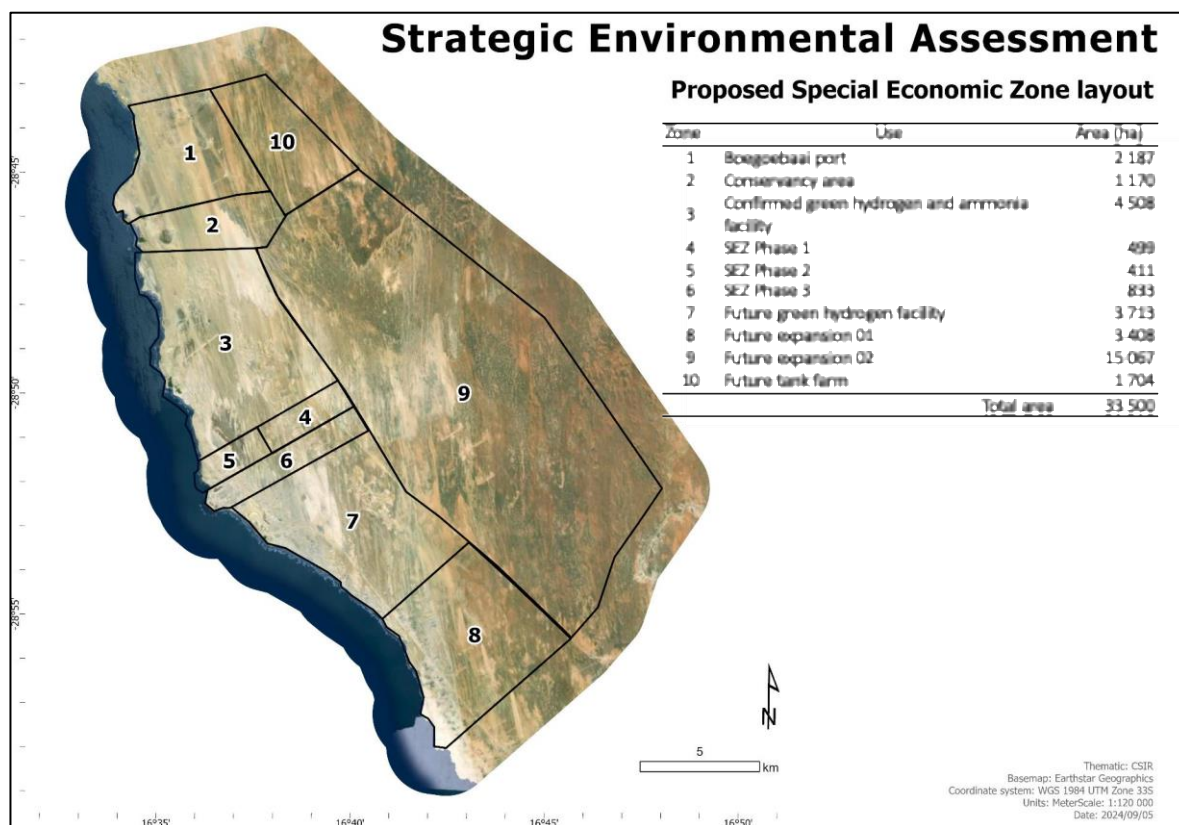 Strategic Environmental Assessment
Proposed Special Economic Zone layout
Zone Use Area (ha)
1 Boegoebaai port 2 187
2 Conservancy area 1 170
3 Confirmed green hydrogen and ammonia facility 4 508
4 SEZ Phase 1 499
5 SEZ Phase 2 411
6 SEZ Phase 3 833
7 Future green hydrogen facility 3 713
8 Future expansion 01 3 408
9 Future expansion 02 15 067
10 Future tank farm 1 704
Total area 33 500
1
10
2
3
9
4
5
6
7
8
-28°45'
-28°50'
-28°55'
16°35'
16°40'
16°45'
16°50'
N
5
km
Thematic: CSIR
Basemap: Earthstar Geographics
Coordinate system: WGS 1984 UTM Zone 33S
Units: MeterScale: 1:120 000
Date: 2024/09/05